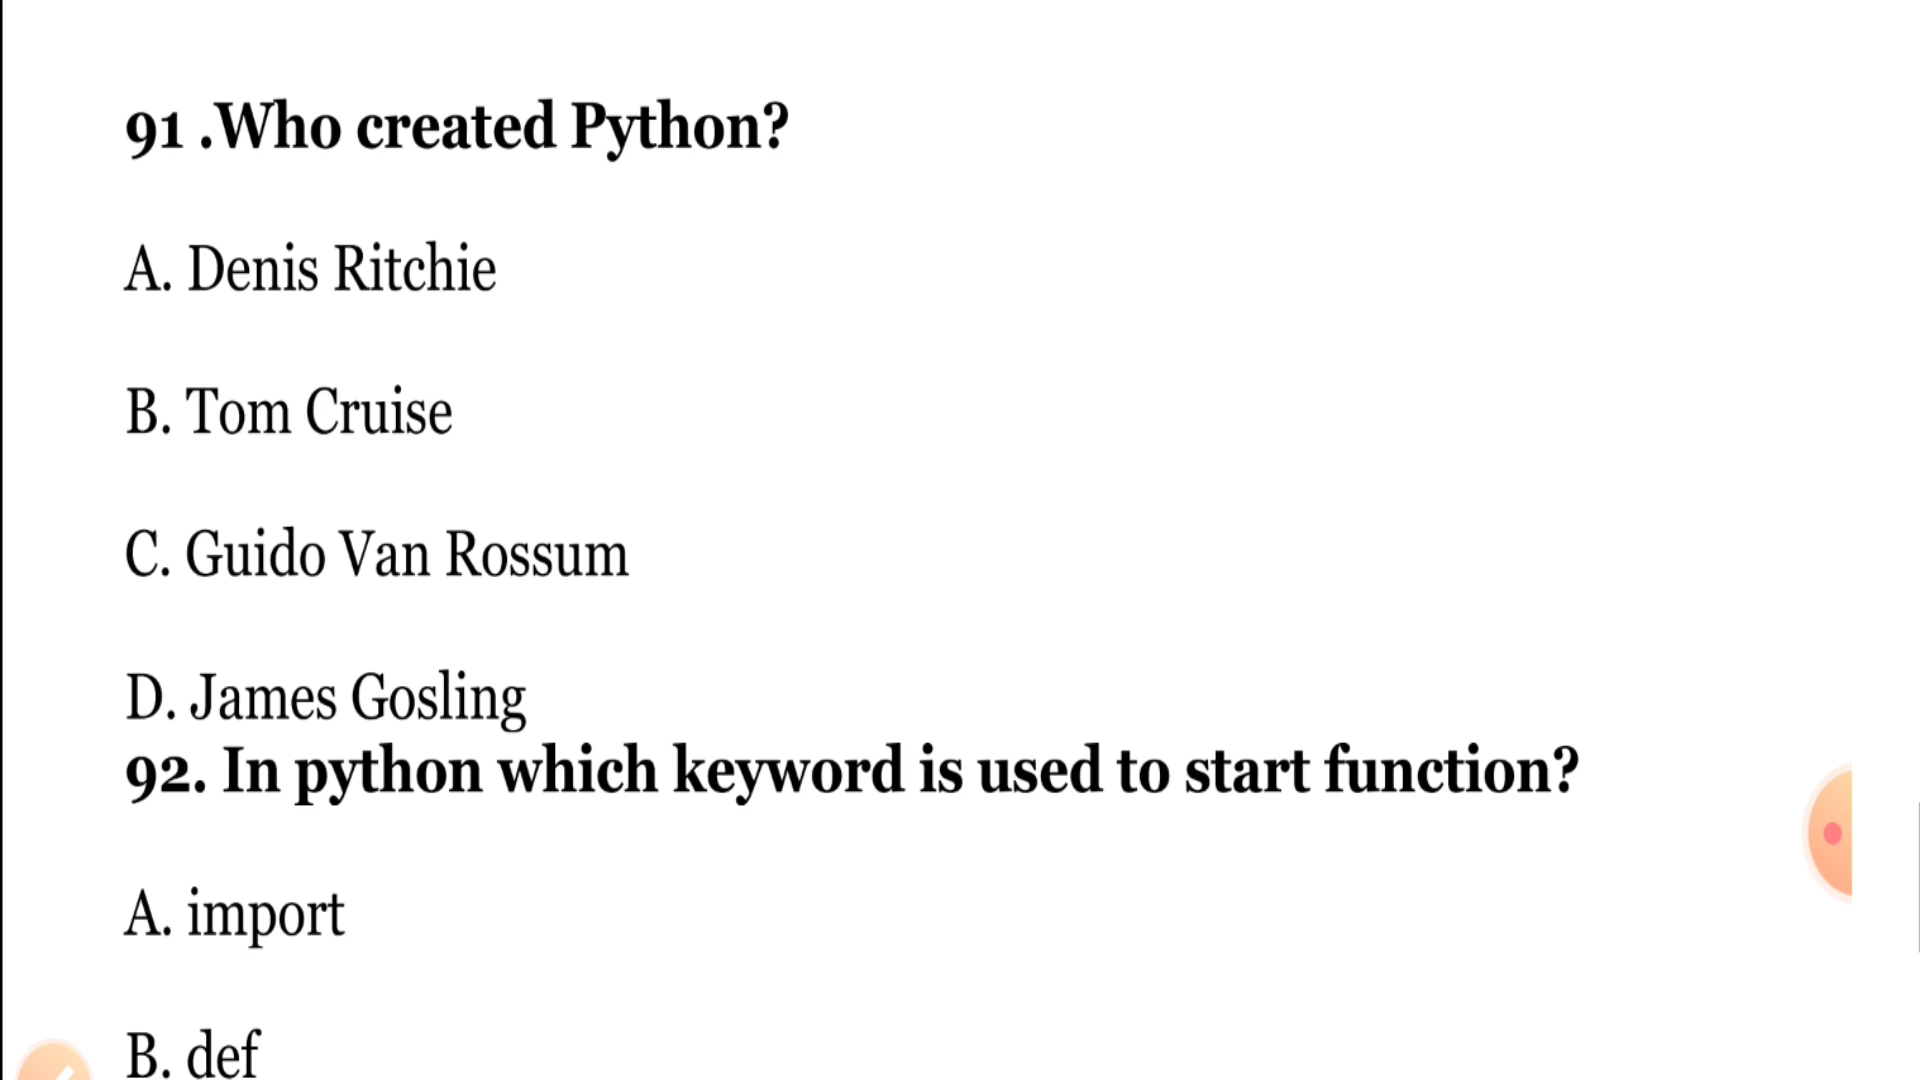 91 .Who created Python?
A. Denis Ritchie
B. Tom Cruise
C. Guido Van Rossum
D. James Gosling
92. In python which keyword is used to start function?
A. import
B. def